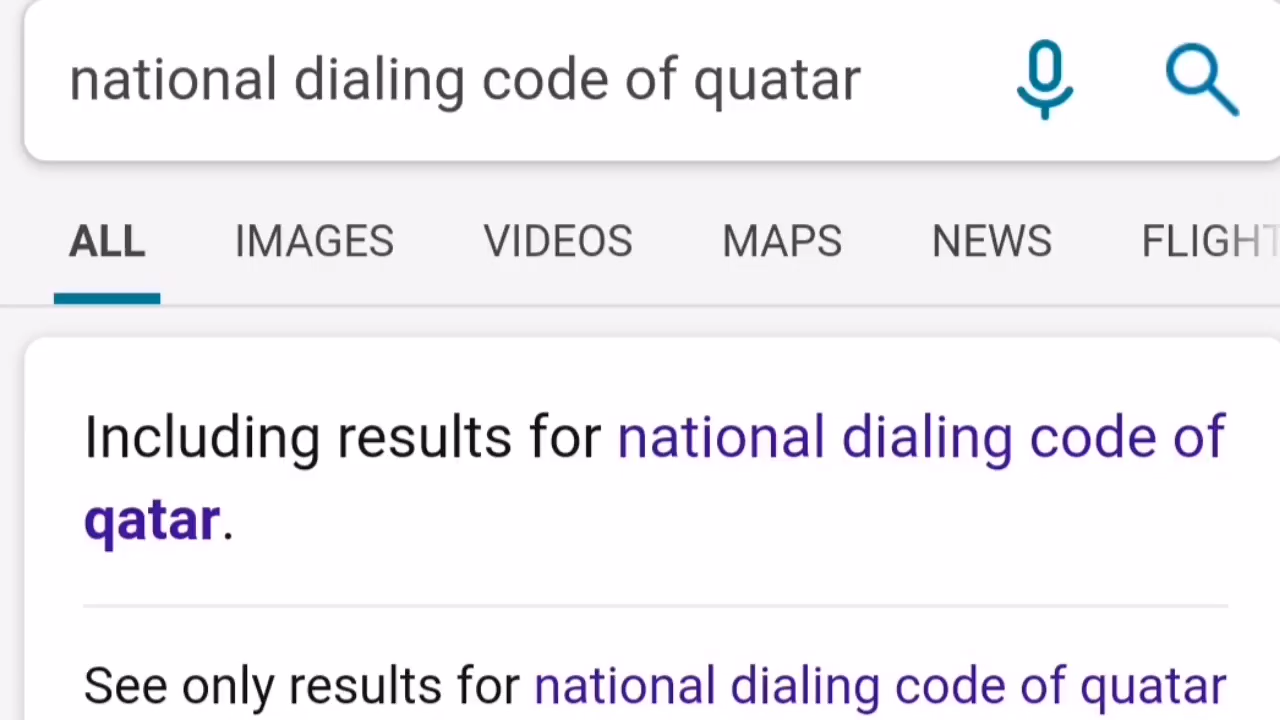 national dialing code of quatar
ALL IMAGES VIDEOS MAPS NEWS FLIGHT
Including results for national dialing code of
qatar.
See only results for national dialing code of quatar